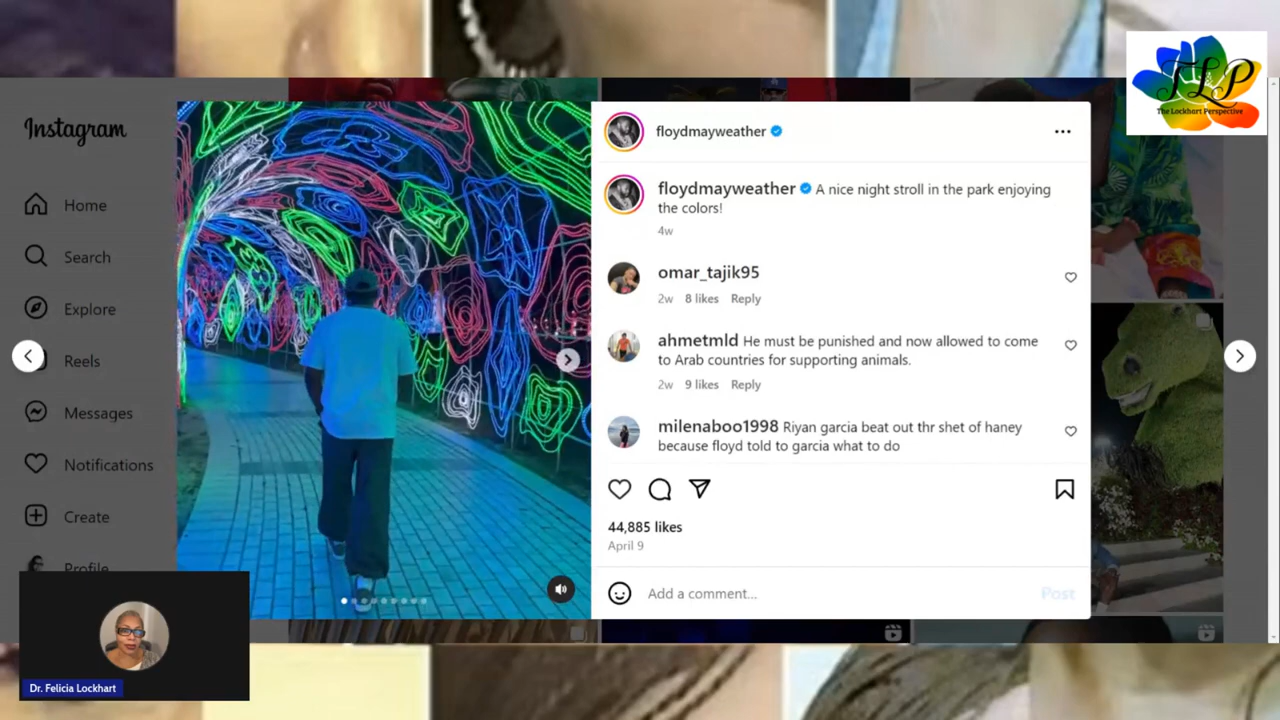 TLP
The Lockhart Perspective
Instagram
Home
Search
Explore
Reels
Messages
Notifications
Create
Profile
floydmayweather
floydmayweather A nice night stroll in the park enjoying
the colors!
4w
omar_tajik95
2w 8 likes Reply
ahmetmld He must be punished and now allowed to come
to Arab countries for supporting animals.
2w 9 likes Reply
milenaboo1998 Riyan garcia beat out thr shet of haney
because floyd told to garcia what to do
44,885 likes
April 9
Add a comment...
Post
Dr. Felicia Lockhart